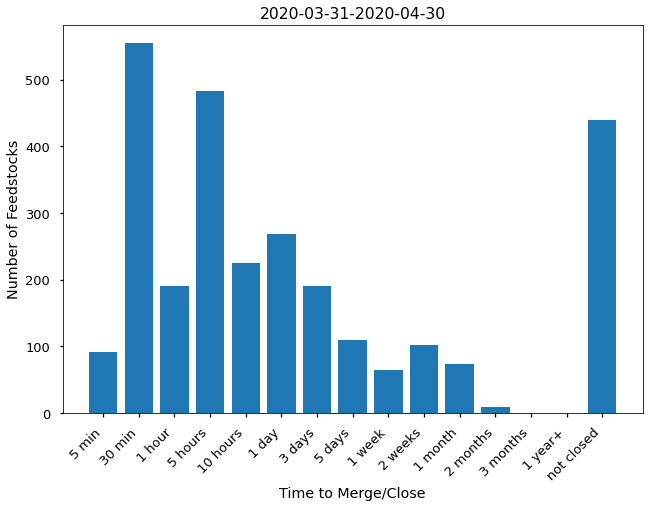 2020-03-31-2020-04-30
Number of Feedstocks
500
400
300
200
100
0
5 min
30 min
1 hour
5 hours
10 hours
1 day
3 days
5 days
1 week
2 weeks
1 month
2 months
3 months
1 year+
not closed
Time to Merge/Close